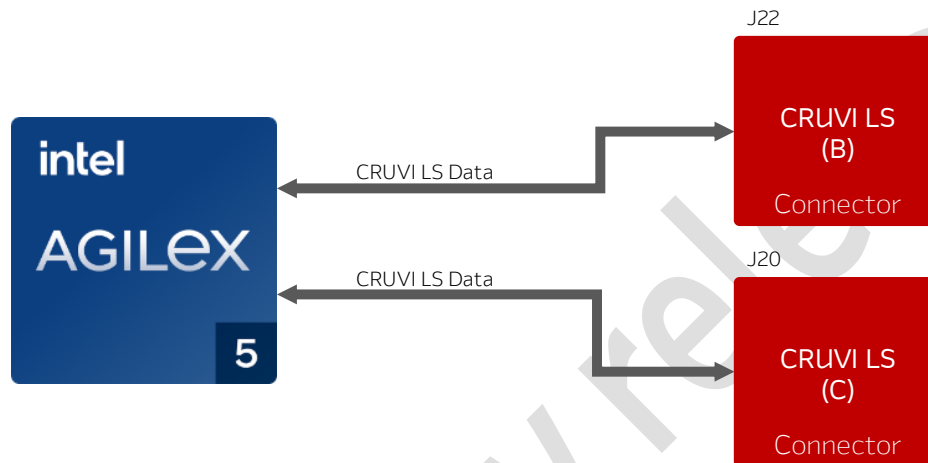 J22
CRUVI LS
(B)
Connector
intel
AGILEX
5
CRUVI LS Data
CRUVI LS Data
J20
CRUVI LS
(C)
Connector